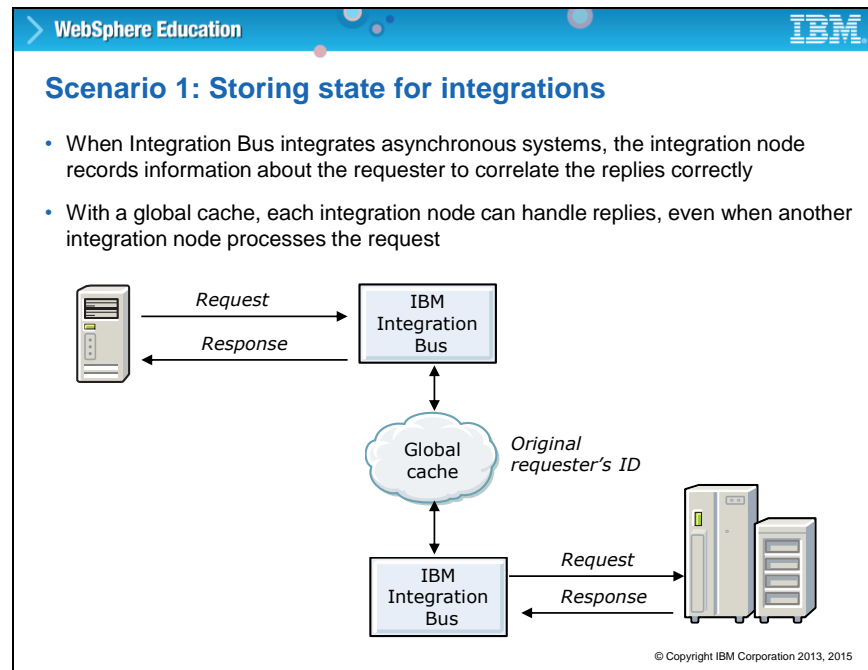 WebSphere Education
IBM
Scenario 1: Storing state for integrations
• When Integration Bus integrates asynchronous systems, the integration node
records information about the requester to correlate the replies correctly
• With a global cache, each integration node can handle replies, even when another
integration node processes the request
Request
Response
IBM
Integration
Bus
Global
cache
Original
requester's ID
IBM
Integration
Bus
Request
Response
© Copyright IBM Corporation 2013, 2015